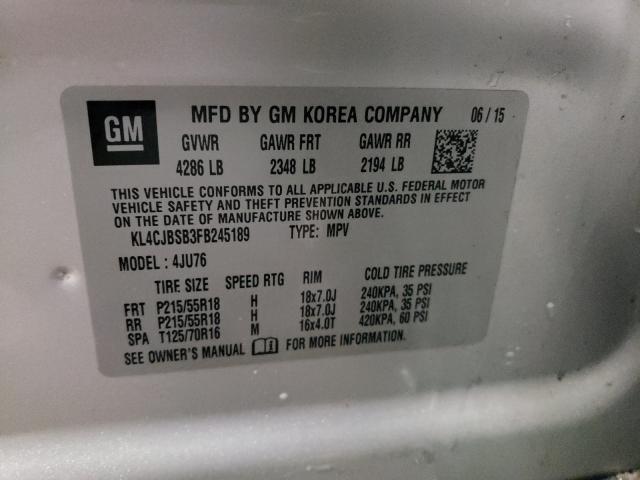 GM
MFD BY GM KOREA COMPANY 06 / 15
GVWR GAWR FRT GAWR RR
4286 LB 2348 LB 2194 LB
THIS VEHICLE CONFORMS TO ALL APPLICABLE U.S. FEDERAL MOTOR
VEHICLE SAFETY AND THEFT PREVENTION STANDARDS IN EFFECT
ON THE DATE OF MANUFACTURE SHOWN ABOVE.
KL4CJBSB3FB245189 TYPE: MPV
MODEL : 4JU76
TIRE SIZE SPEED RTG RIM COLD TIRE PRESSURE
FRT P215/55R18 H 18x7.0J 240KPA, 35 PSI
RR P215/55R18 H 18x7.0J 240KPA, 35 PSI
SPA T125/70R16 M 16x4.0T 420KPA, 60 PSI
SEE OWNER'S MANUAL FOR MORE INFORMATION.